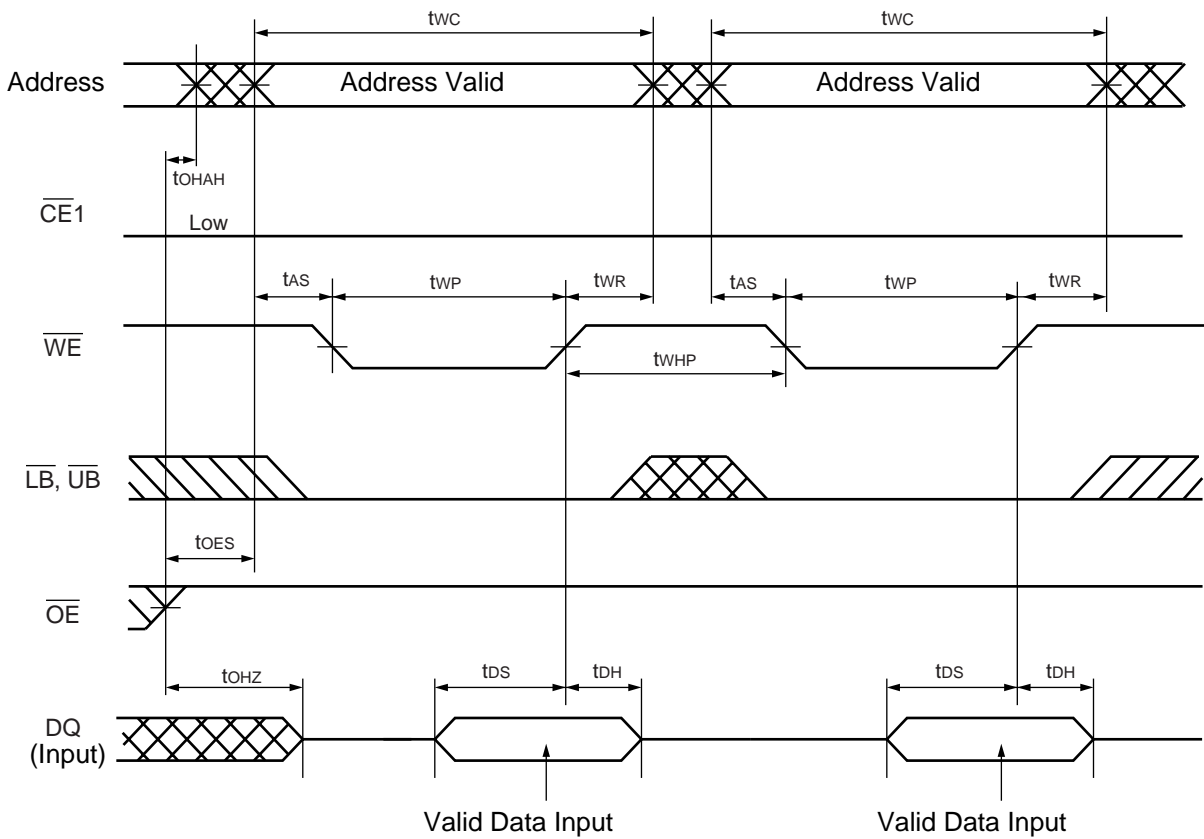 tWC tWC
Address Address Valid Address Valid
tOHAH
CE1 Low
tAS tWP tWR tAS tWP tWR
WE
tWHP
LB, UB
tOES
OE
tOHZ tDS tDH tDS tDH
DQ
(Input)
Valid Data Input Valid Data Input